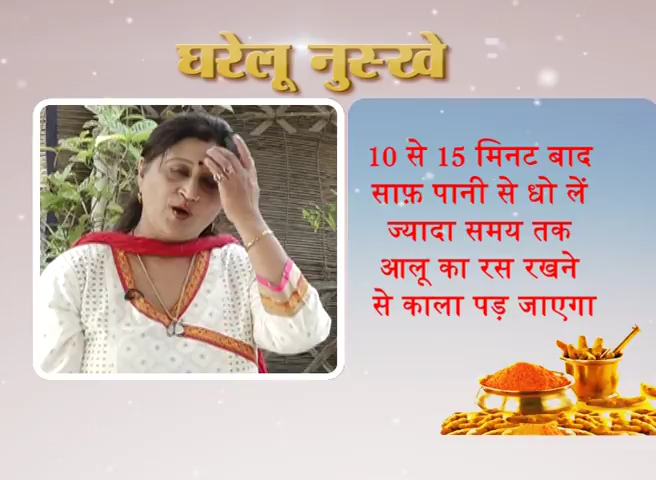 घरेलू नुस्खे
10 से 15 मिनट बाद
साफ़ पानी से धो लें
ज्यादा समय तक
आलू का रस रखने
से काला पड़ जाएगा